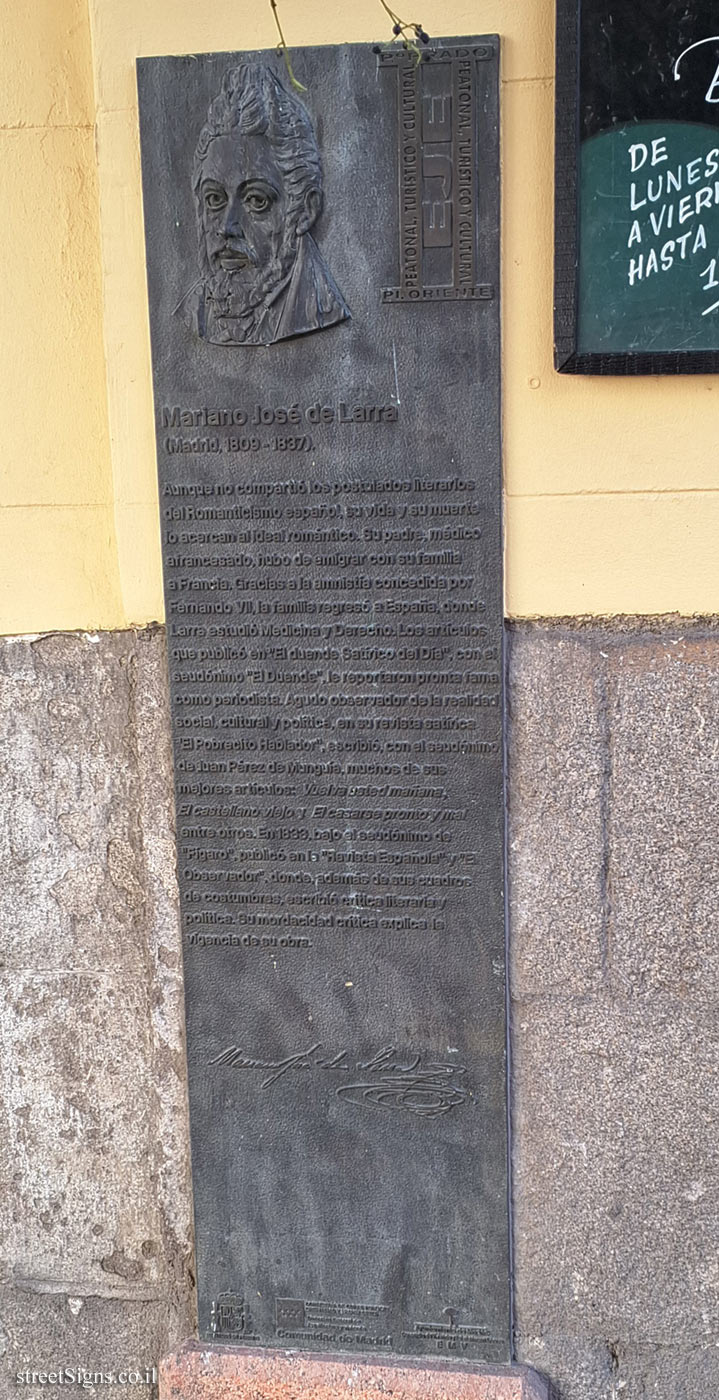 Pº PRADO
EJE
PEATONAL, TURÍSTICO Y CULTURAL
PEATONAL, TURÍSTICO Y CULTURAL
PL. ORIENTE
Mariano José de Larra
(Madrid, 1809 - 1837).
Aunque no compartió los postulados literarios
del Romanticismo español, su vida y su muerte
lo acercan al ideal romántico. Su padre, médico
afrancesado, hubo de emigrar con su familia
a Francia. Gracias a la amnistía concedida por
Fernando VII, la familia regresó a España, donde
Larra estudió Medicina y Derecho. Los artículos
que publicó en "El duende Satírico del Día", con el
seudónimo "El Duende", le reportaron pronta fama
como periodista. Agudo observador de la realidad
social, cultural y política, en su revista satírica
"El Pobrecito Hablador", escribió, con el seudónimo
de Juan Pérez de Munguía, muchos de sus
mejores artículos: Vuelva usted mañana,
El castellano viejo y El casarse pronto y mal
entre otros. En 1833, bajo el seudónimo de
"Fígaro", publicó en la "Revista Española" y "El
Observador", donde, además de sus cuadros
de costumbres, escribió crítica literaria y
política. Su mordacidad crítica explica la
vigencia de su obra.
Comunidad de Madrid
E M V
DE
LUNES
A VIER
HASTA
1
streetSigns.co.il